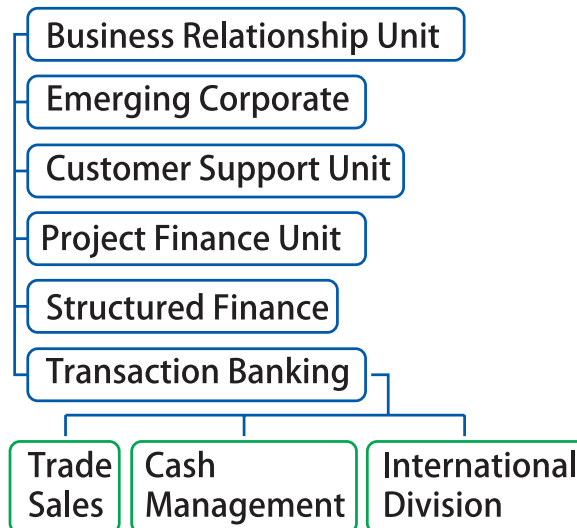 Business Relationship Unit
Emerging Corporate
Customer Support Unit
Project Finance Unit
Structured Finance
Transaction Banking
Trade
Sales
Cash
Management
International
Division